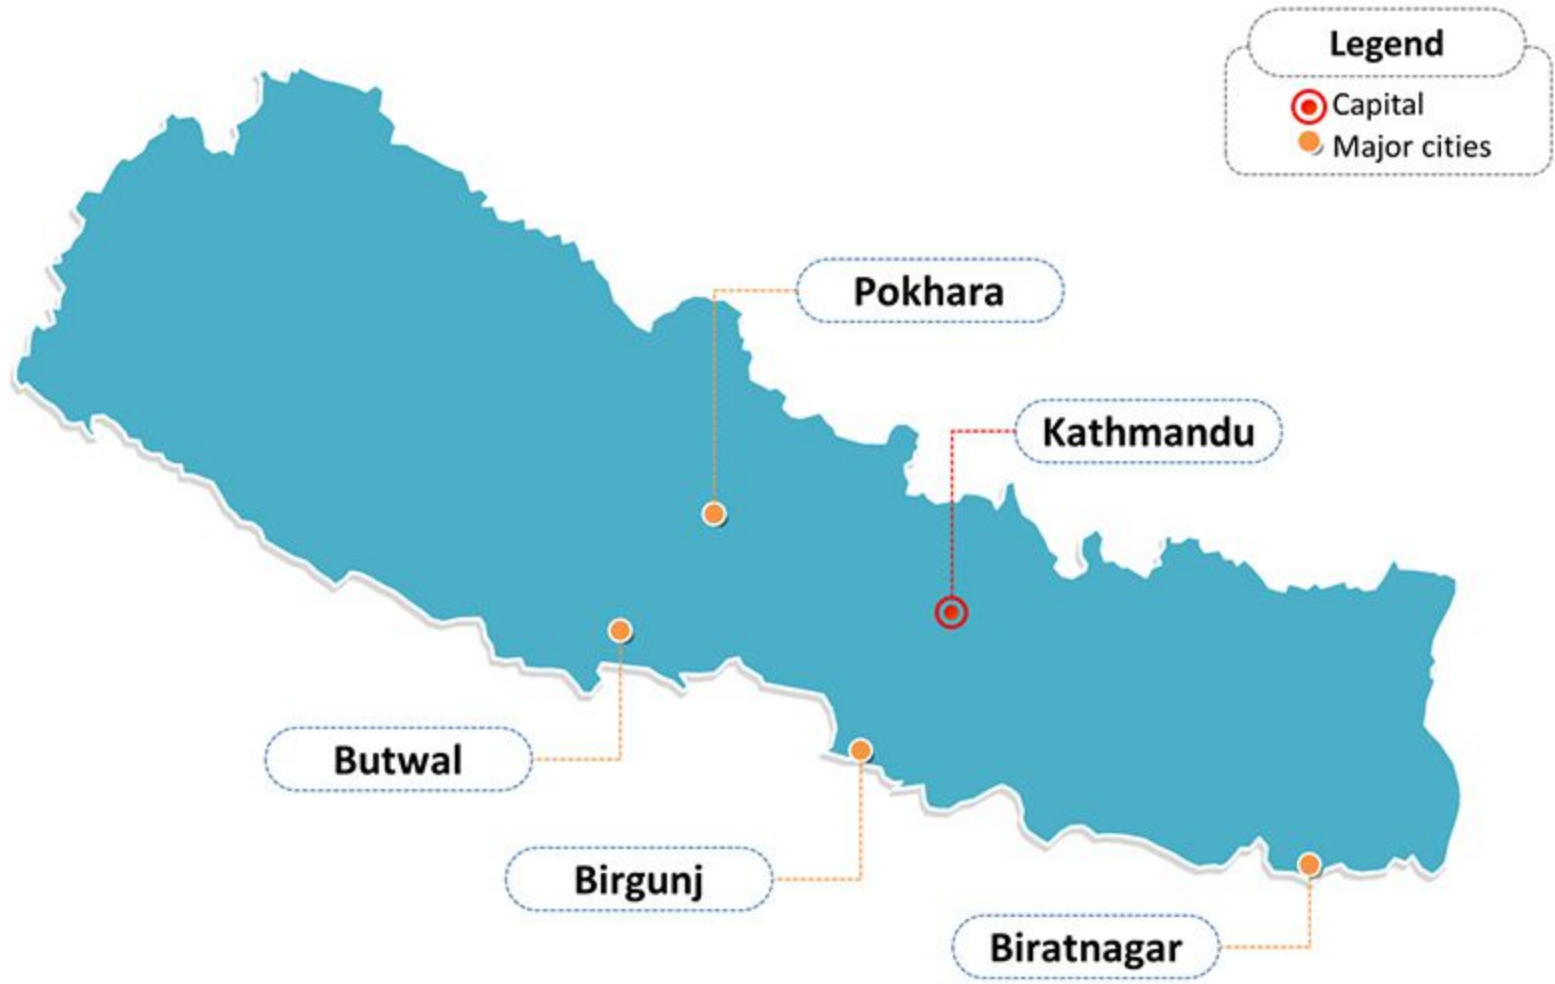 Legend
Capital
Major cities
Pokhara
Kathmandu
Butwal
Birgunj
Biratnagar